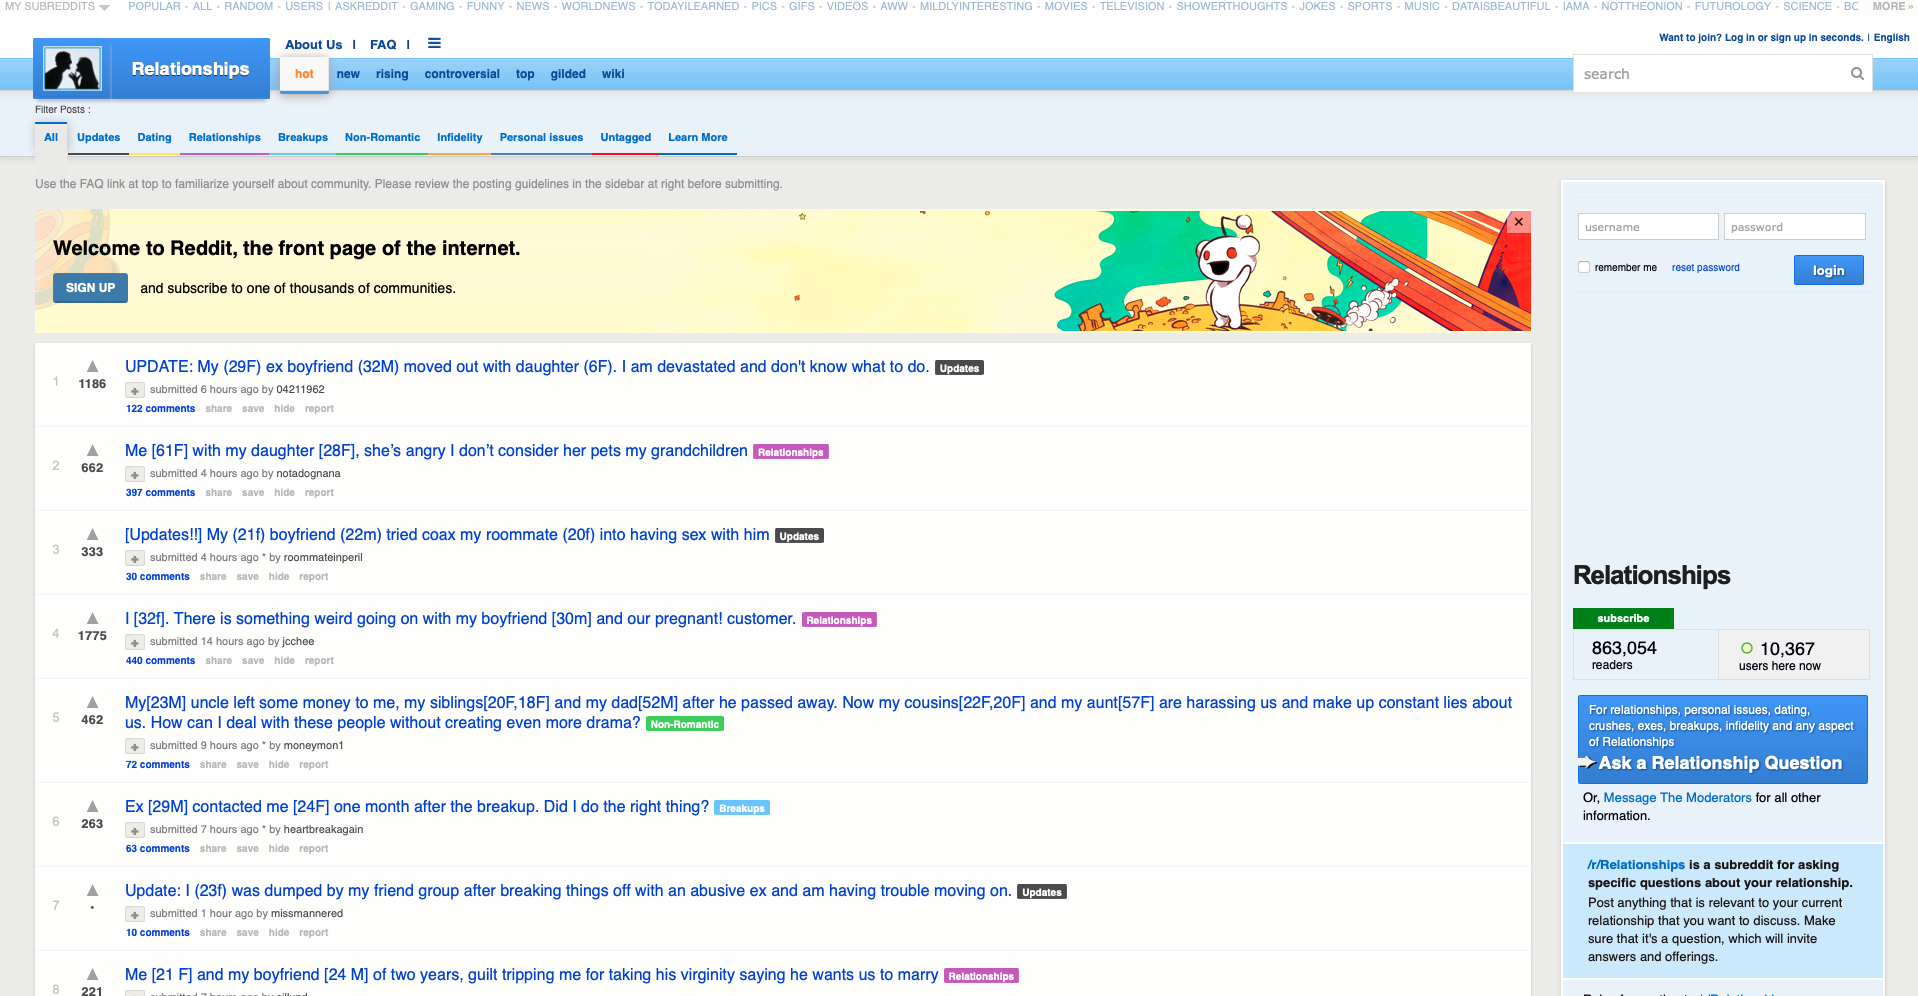 MY SUBREDDITS POPULAR - ALL - RANDOM - USERS | ASKREDDIT - GAMING - FUNNY - NEWS - WORLDNEWS - TODAYILEARNED - PICS - GIFS - VIDEOS - AWW - MILDLYINTERESTING - MOVIES - TELEVISION - SHOWERTHOUGHTS - JOKES - SPORTS - MUSIC - DATAISBEAUTIFUL - IAMA - NOTTHEONION - FUTUROLOGY - SCIENCE - BC MORE »
About Us | FAQ |
Want to join? Log in or sign up in seconds. | English
Relationships
hot new rising controversial top gilded wiki
search
Filter Posts :
All Updates Dating Relationships Breakups Non-Romantic Infidelity Personal issues Untagged Learn More
Use the FAQ link at top to familiarize yourself about community. Please review the posting guidelines in the sidebar at right before submitting.
Welcome to Reddit, the front page of the internet.
SIGN UP and subscribe to one of thousands of communities.
1 1186 UPDATE: My (29F) ex boyfriend (32M) moved out with daughter (6F). I am devastated and don't know what to do. Updates
submitted 6 hours ago by 04211962
122 comments share save hide report
2 662 Me [61F] with my daughter [28F], she’s angry I don’t consider her pets my grandchildren Relationships
submitted 4 hours ago by notadognana
397 comments share save hide report
3 333 [Updates!!] My (21f) boyfriend (22m) tried coax my roommate (20f) into having sex with him Updates
submitted 4 hours ago * by roommateinperil
30 comments share save hide report
4 1775 I [32f]. There is something weird going on with my boyfriend [30m] and our pregnant! customer. Relationships
submitted 14 hours ago by jcchee
440 comments share save hide report
5 462 My[23M] uncle left some money to me, my siblings[20F,18F] and my dad[52M] after he passed away. Now my cousins[22F,20F] and my aunt[57F] are harassing us and make up constant lies about
us. How can I deal with these people without creating even more drama? Non-Romantic
submitted 9 hours ago * by moneymon1
72 comments share save hide report
6 263 Ex [29M] contacted me [24F] one month after the breakup. Did I do the right thing? Breakups
submitted 7 hours ago * by heartbreakagain
63 comments share save hide report
7 • Update: I (23f) was dumped by my friend group after breaking things off with an abusive ex and am having trouble moving on. Updates
submitted 1 hour ago by missmannered
10 comments share save hide report
8 221 Me [21 F] and my boyfriend [24 M] of two years, guilt tripping me for taking his virginity saying he wants us to marry Relationships
username password
remember me reset password login
Relationships
subscribe
863,054 10,367
readers users here now
For relationships, personal issues, dating,
crushes, exes, breakups, infidelity and any aspect
of Relationships
Ask a Relationship Question
Or, Message The Moderators for all other
information.
/r/Relationships is a subreddit for asking
specific questions about your relationship.
Post anything that is relevant to your current
relationship that you want to discuss. Make
sure that it's a question, which will invite
answers and offerings.